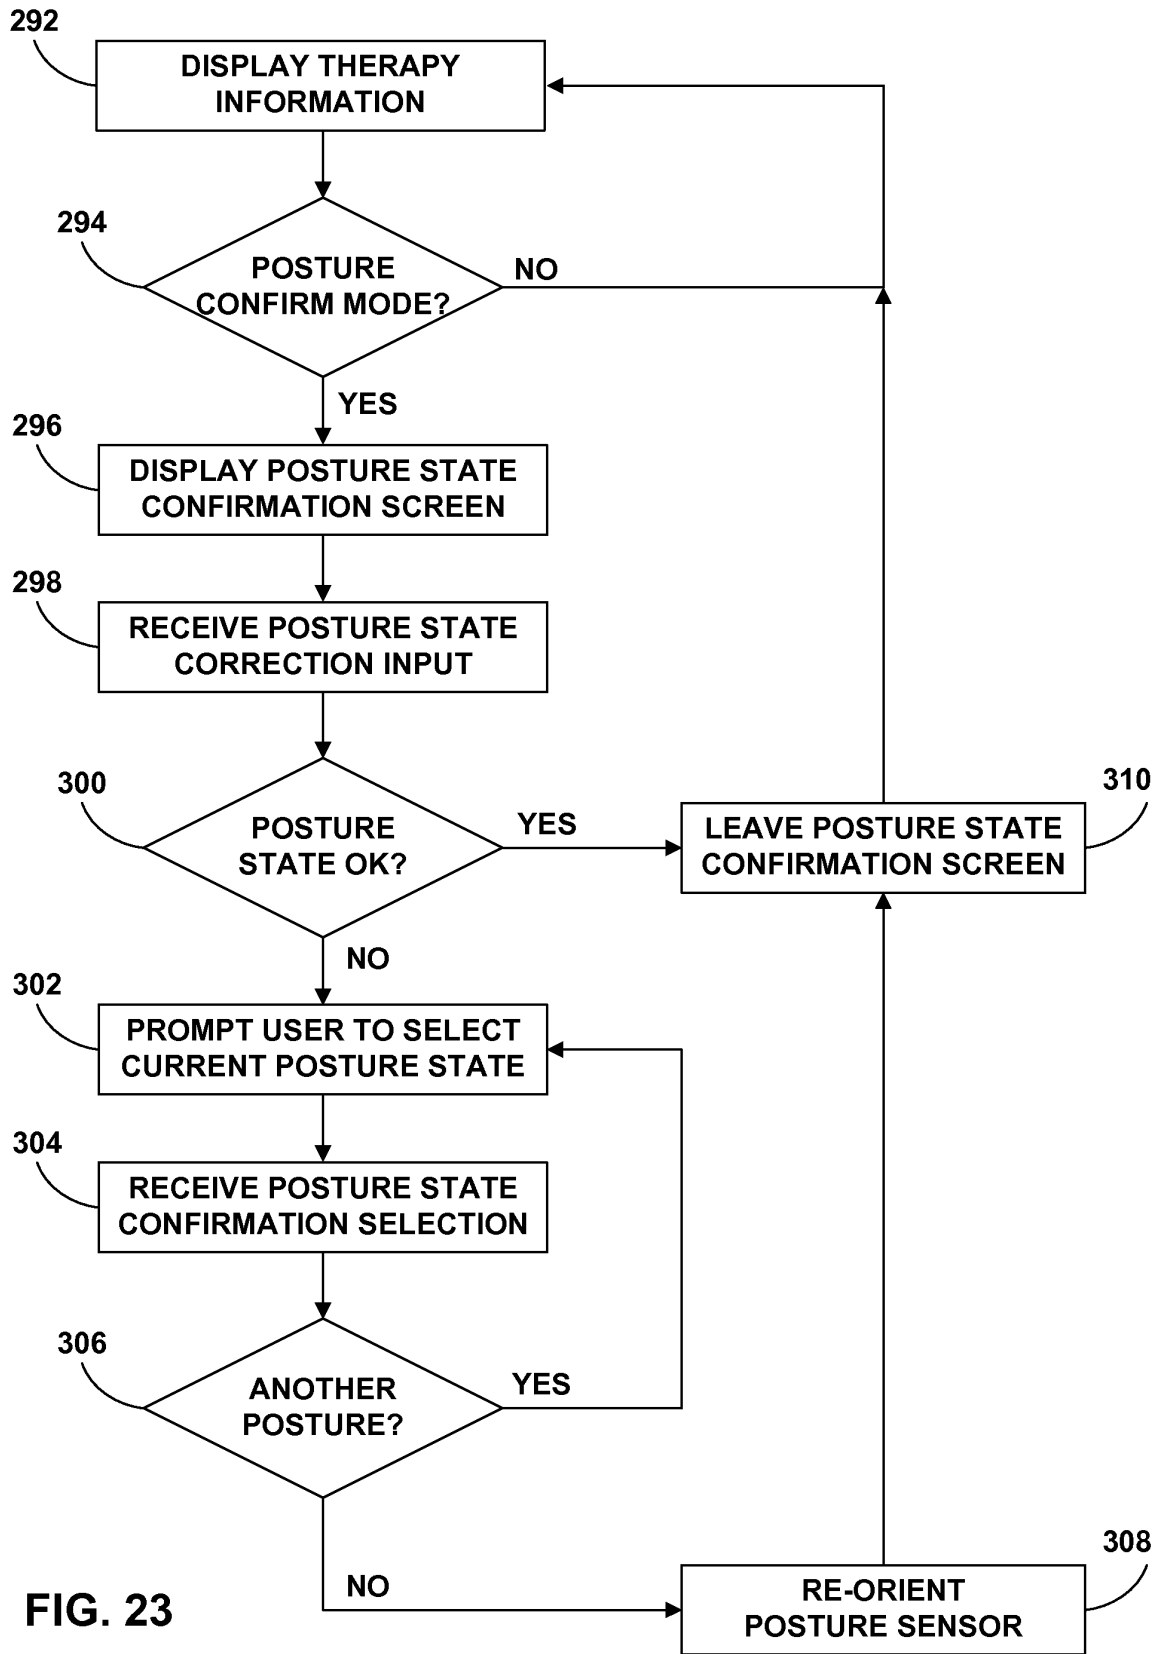 292
DISPLAY THERAPY
INFORMATION
294
POSTURE
CONFIRM MODE?
NO
YES
296
DISPLAY POSTURE STATE
CONFIRMATION SCREEN
298
RECEIVE POSTURE STATE
CORRECTION INPUT
300
POSTURE
STATE OK?
YES
310
LEAVE POSTURE STATE
CONFIRMATION SCREEN
NO
302
PROMPT USER TO SELECT
CURRENT POSTURE STATE
304
RECEIVE POSTURE STATE
CONFIRMATION SELECTION
306
ANOTHER
POSTURE?
YES
NO
308
RE-ORIENT
POSTURE SENSOR
FIG. 23